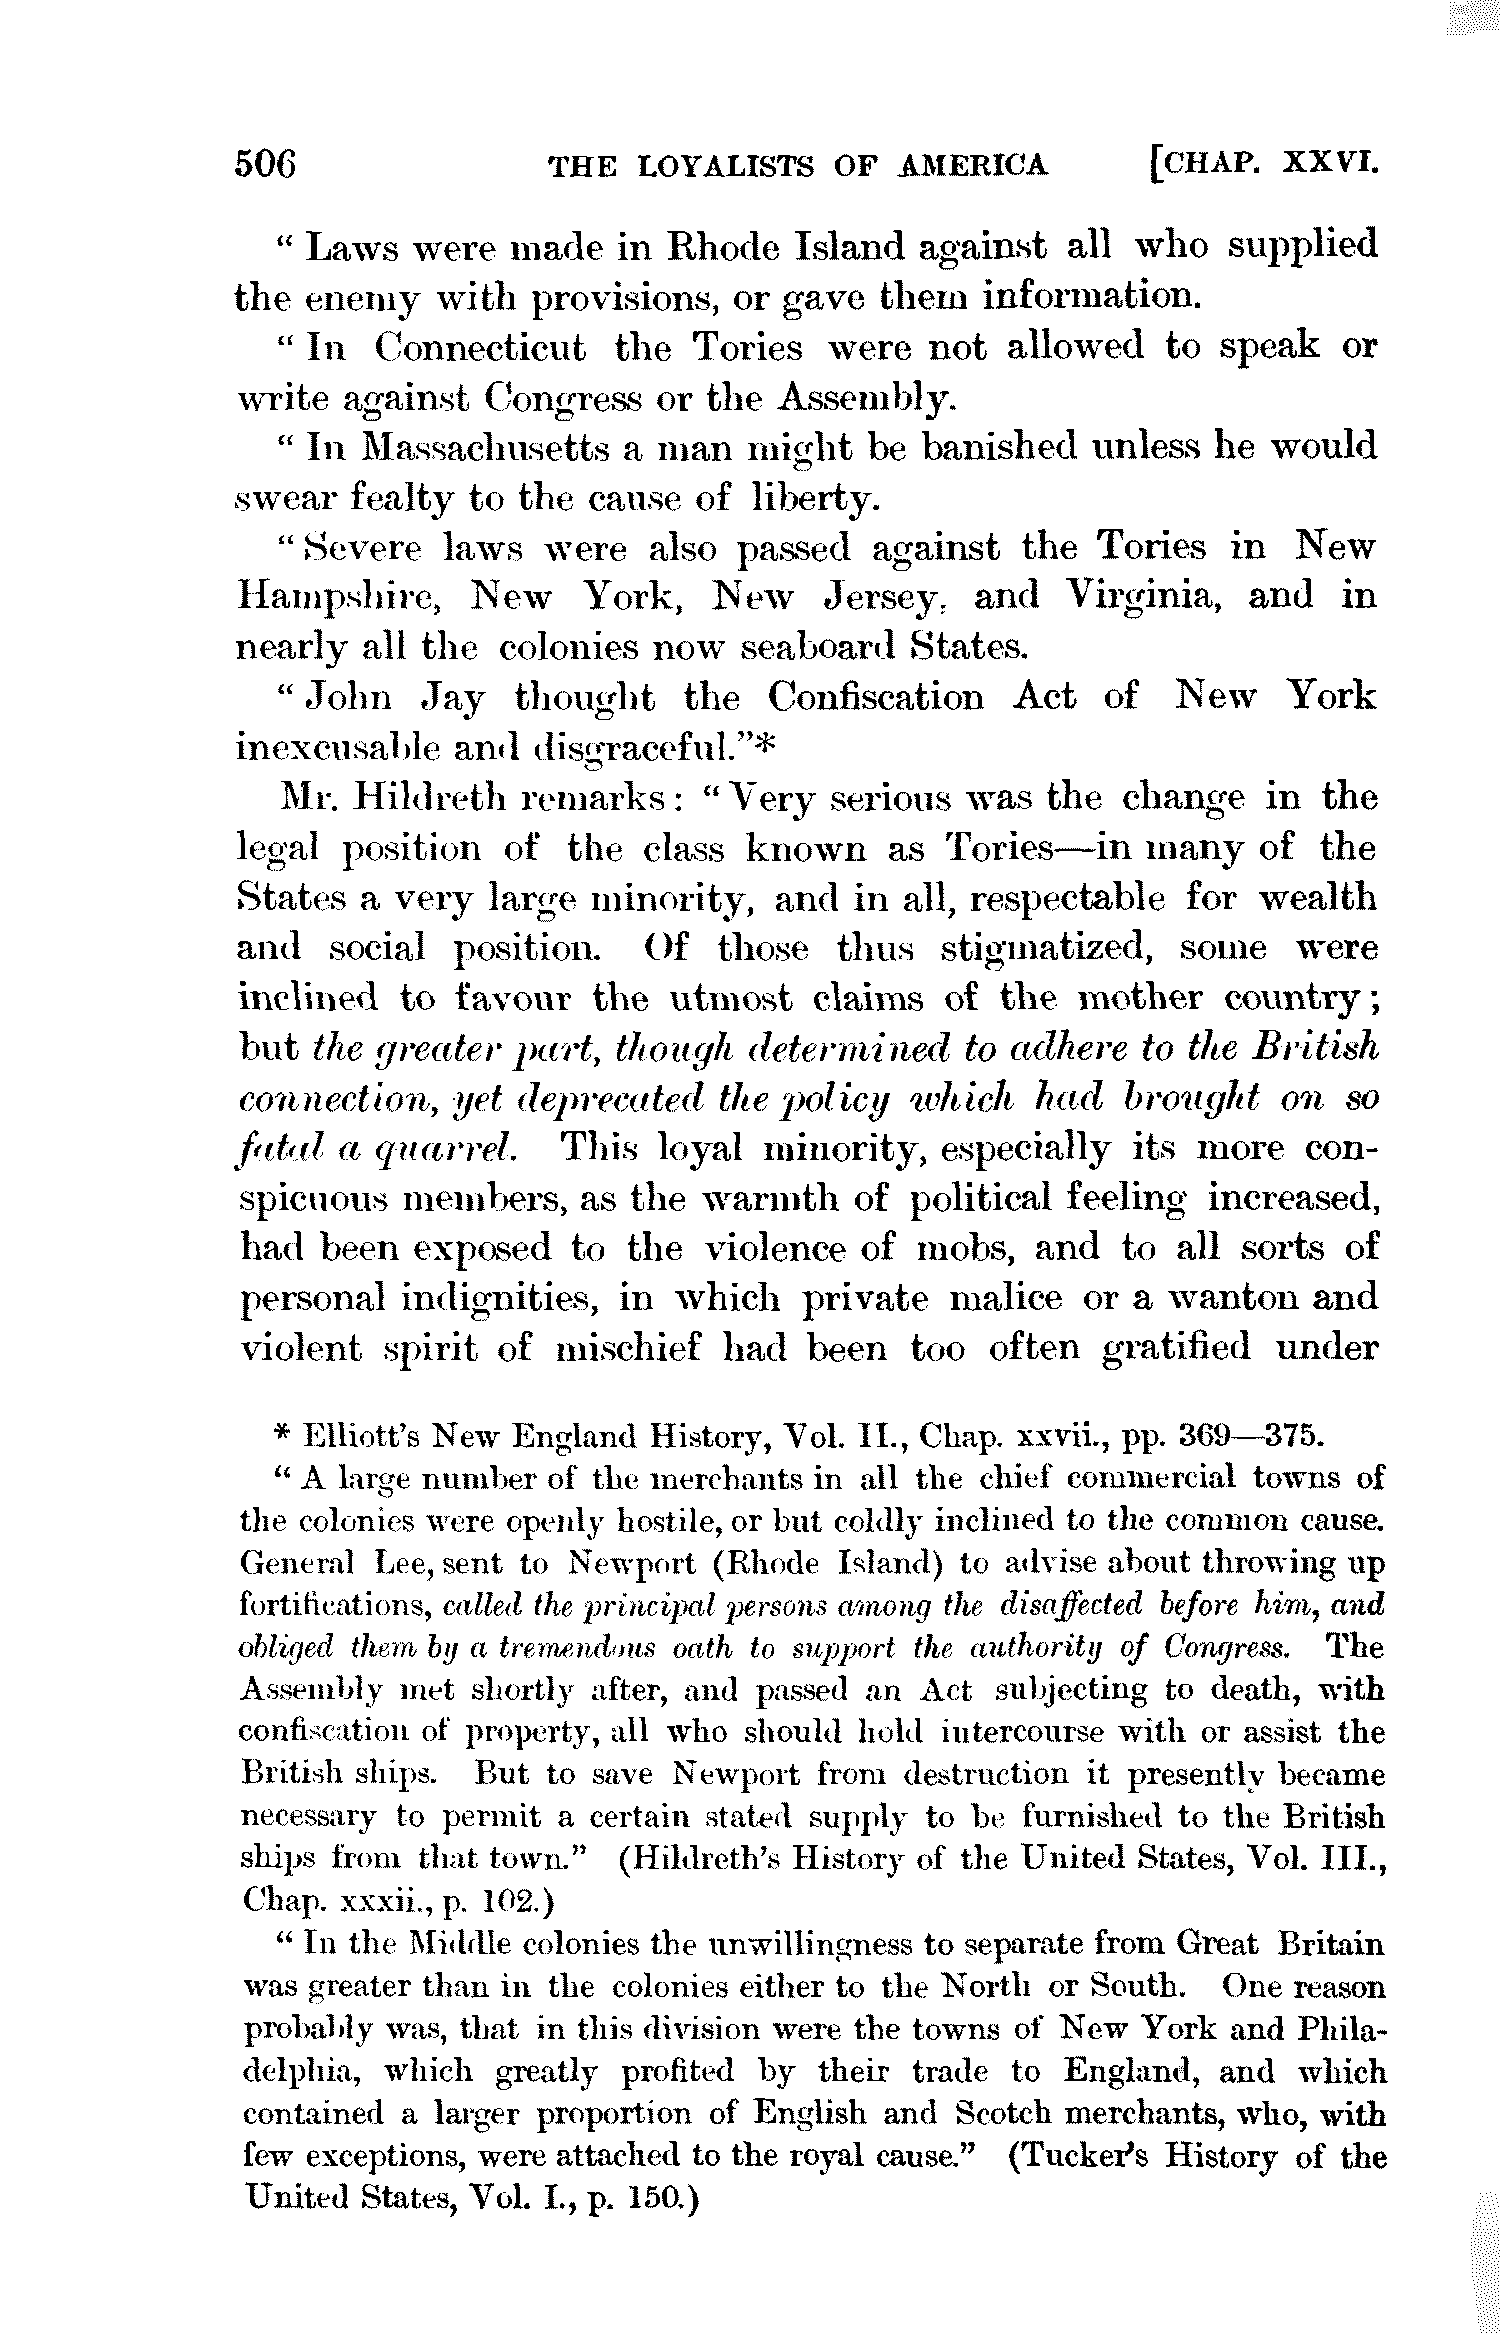 506 THE LOYALISTS OF AMERICA [CHAP. XXVI.
“ Laws were made in Rhode Island against all who supplied
the enemy with provisions, or gave them information.
“ In Connecticut the Tories were not allowed to speak or
write against Congress or the Assembly.
“ In Massachusetts a man might be banished unless he would
swear fealty to the cause of liberty.
“ Severe laws were also passed against the Tories in New
Hampshire, New York, New Jersey, and Virginia, and in
nearly all the colonies now seaboard States.
“ John Jay thought the Confiscation Act of New York
inexcusable and disgraceful.”*
Mr. Hildreth remarks: “ Very serious was the change in the
legal position of the class known as Tories—in many of the
States a very large minority, and in all, respectable for wealth
and social position. Of those thus stigmatized, some were
inclined to favour the utmost claims of the mother country;
but the greater part, though determined to adhere to the British
connection, yet deprecated the policy which had brought on so
fatal a quarrel. This loyal minority, especially its more con-
spicuous members, as the warmth of political feeling increased,
had been exposed to the violence of mobs, and to all sorts of
personal indignities, in which private malice or a wanton and
violent spirit of mischief had been too often gratified under
* Elliott’s New England History, Vol. II., Chap. xxvii., pp. 369—375.
“ A large number of the merchants in all the chief commercial towns of
the colonies were openly hostile, or but coldly inclined to the common cause.
General Lee, sent to Newport (Rhode Island) to advise about throwing up
fortifications, called the principal persons among the disaffected before him, and
obliged them by a tremendous oath to support the authority of Congress. The
Assembly met shortly after, and passed an Act subjecting to death, with
confiscation of property, all who should hold intercourse with or assist the
British ships. But to save Newport from destruction it presently became
necessary to permit a certain stated supply to be furnished to the British
ships from that town.” (Hildreth’s History of the United States, Vol. III.,
Chap. xxxii., p. 102.)
“ In the Middle colonies the unwillingness to separate from Great Britain
was greater than in the colonies either to the North or South. One reason
probably was, that in this division were the towns of New York and Phila-
delphia, which greatly profited by their trade to England, and which
contained a larger proportion of English and Scotch merchants, who, with
few exceptions, were attached to the royal cause.” (Tucker’s History of the
United States, Vol. I., p. 150.)